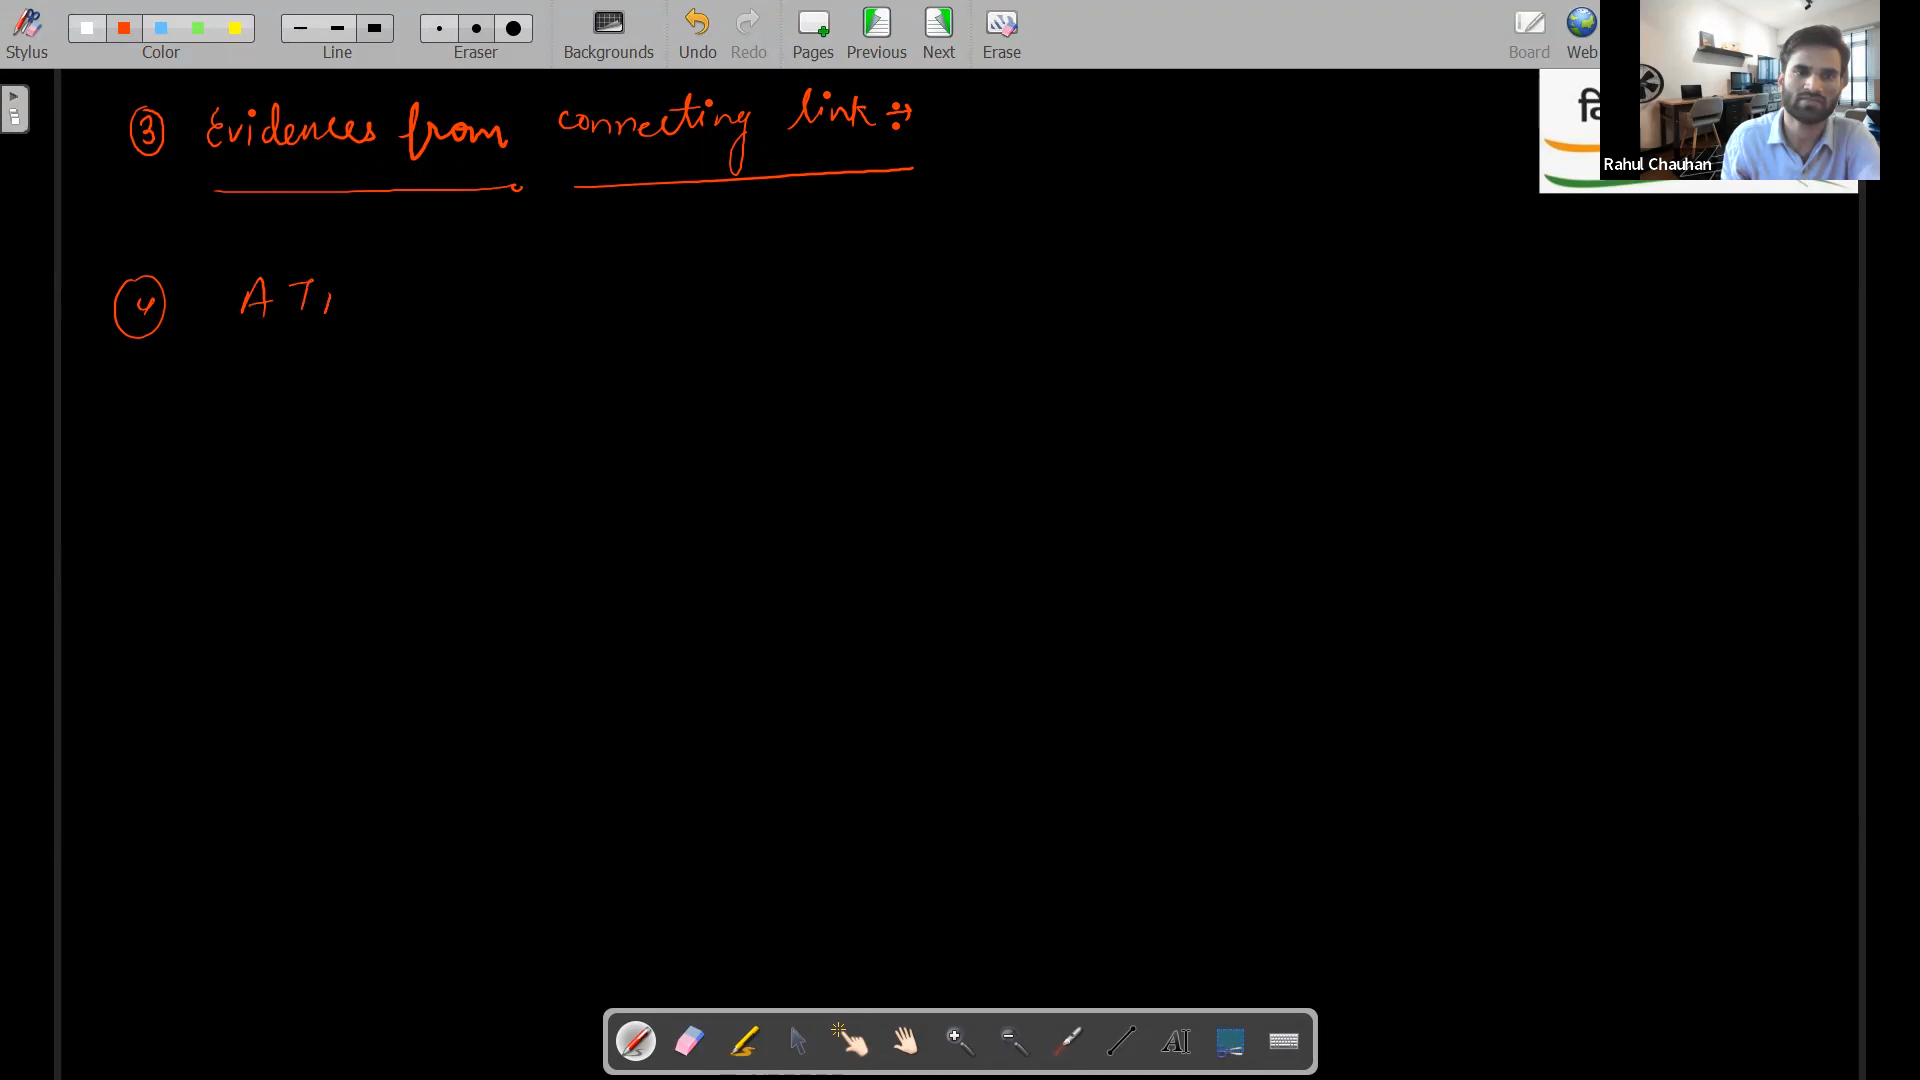 Stylus Color Line Eraser Backgrounds Undo Redo Pages Previous Next Erase Board Web
Rahul Chauhan
③ Evidences from connecting link :→
④ AT
AI